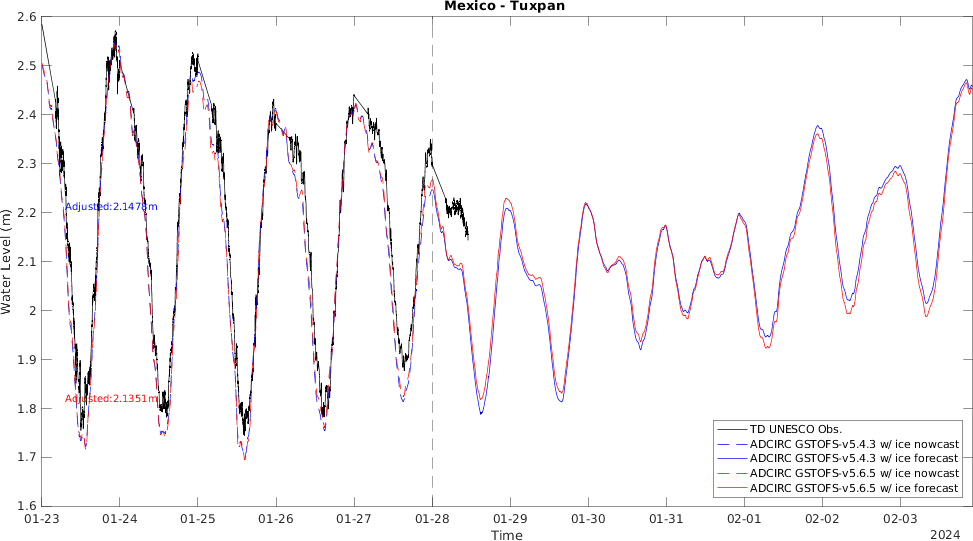 Mexico - Tuxpan
2.6
2.5
2.4
2.3
2.2
2.1
2
1.9
1.8
1.7
1.6
Water Level (m)
Adjusted:2.1478m
Adjusted:2.1351m
TD UNESCO Obs.
ADCIRC GSTOFS-v5.4.3 w/ ice nowcast
ADCIRC GSTOFS-v5.4.3 w/ ice forecast
ADCIRC GSTOFS-v5.6.5 w/ ice nowcast
ADCIRC GSTOFS-v5.6.5 w/ ice forecast
01-23 01-24 01-25 01-26 01-27 01-28 01-29 01-30 01-31 02-01 02-02 02-03
Time
2024